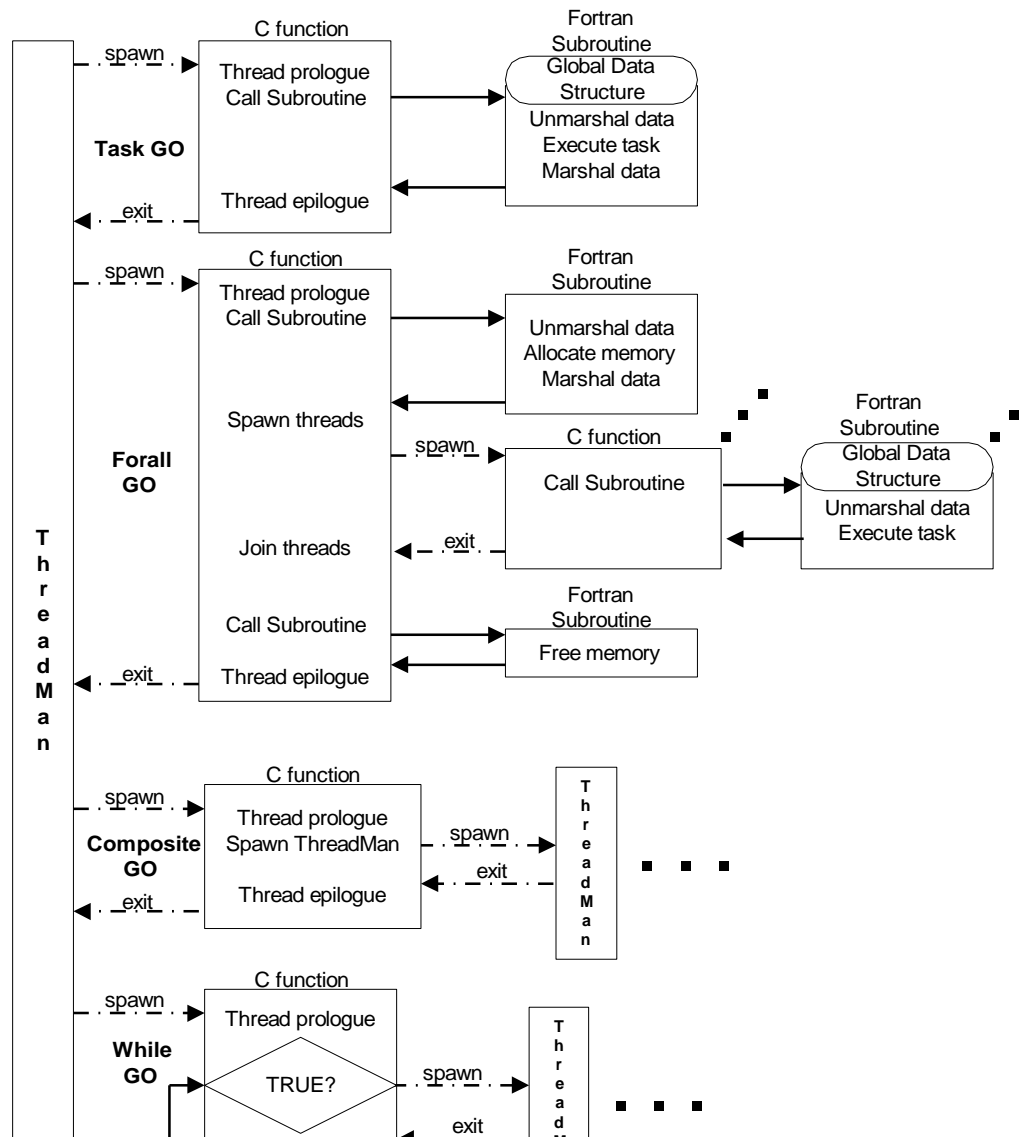 Fortran
Subroutine
C function
spawn
Thread prologue
Call Subroutine
Global Data
Structure
Unmarshal data
Execute task
Marshal data
Task GO
Thread epilogue
exit
C function
Fortran
Subroutine
spawn
Thread prologue
Call Subroutine
Unmarshal data
Allocate memory
Marshal data
Spawn threads
spawn
C function
Fortran
Subroutine
Forall
GO
Call Subroutine
Global Data
Structure
Unmarshal data
Execute task
Join threads
exit
Fortran
Subroutine
Call Subroutine
Free memory
exit
Thread epilogue
ThreadMan
C function
spawn
Thread prologue
Spawn ThreadMan
spawn
Composite
GO
exit
Thread epilogue
exit
ThreadMan
C function
spawn
Thread prologue
While
GO
TRUE?
spawn
exit
Thread